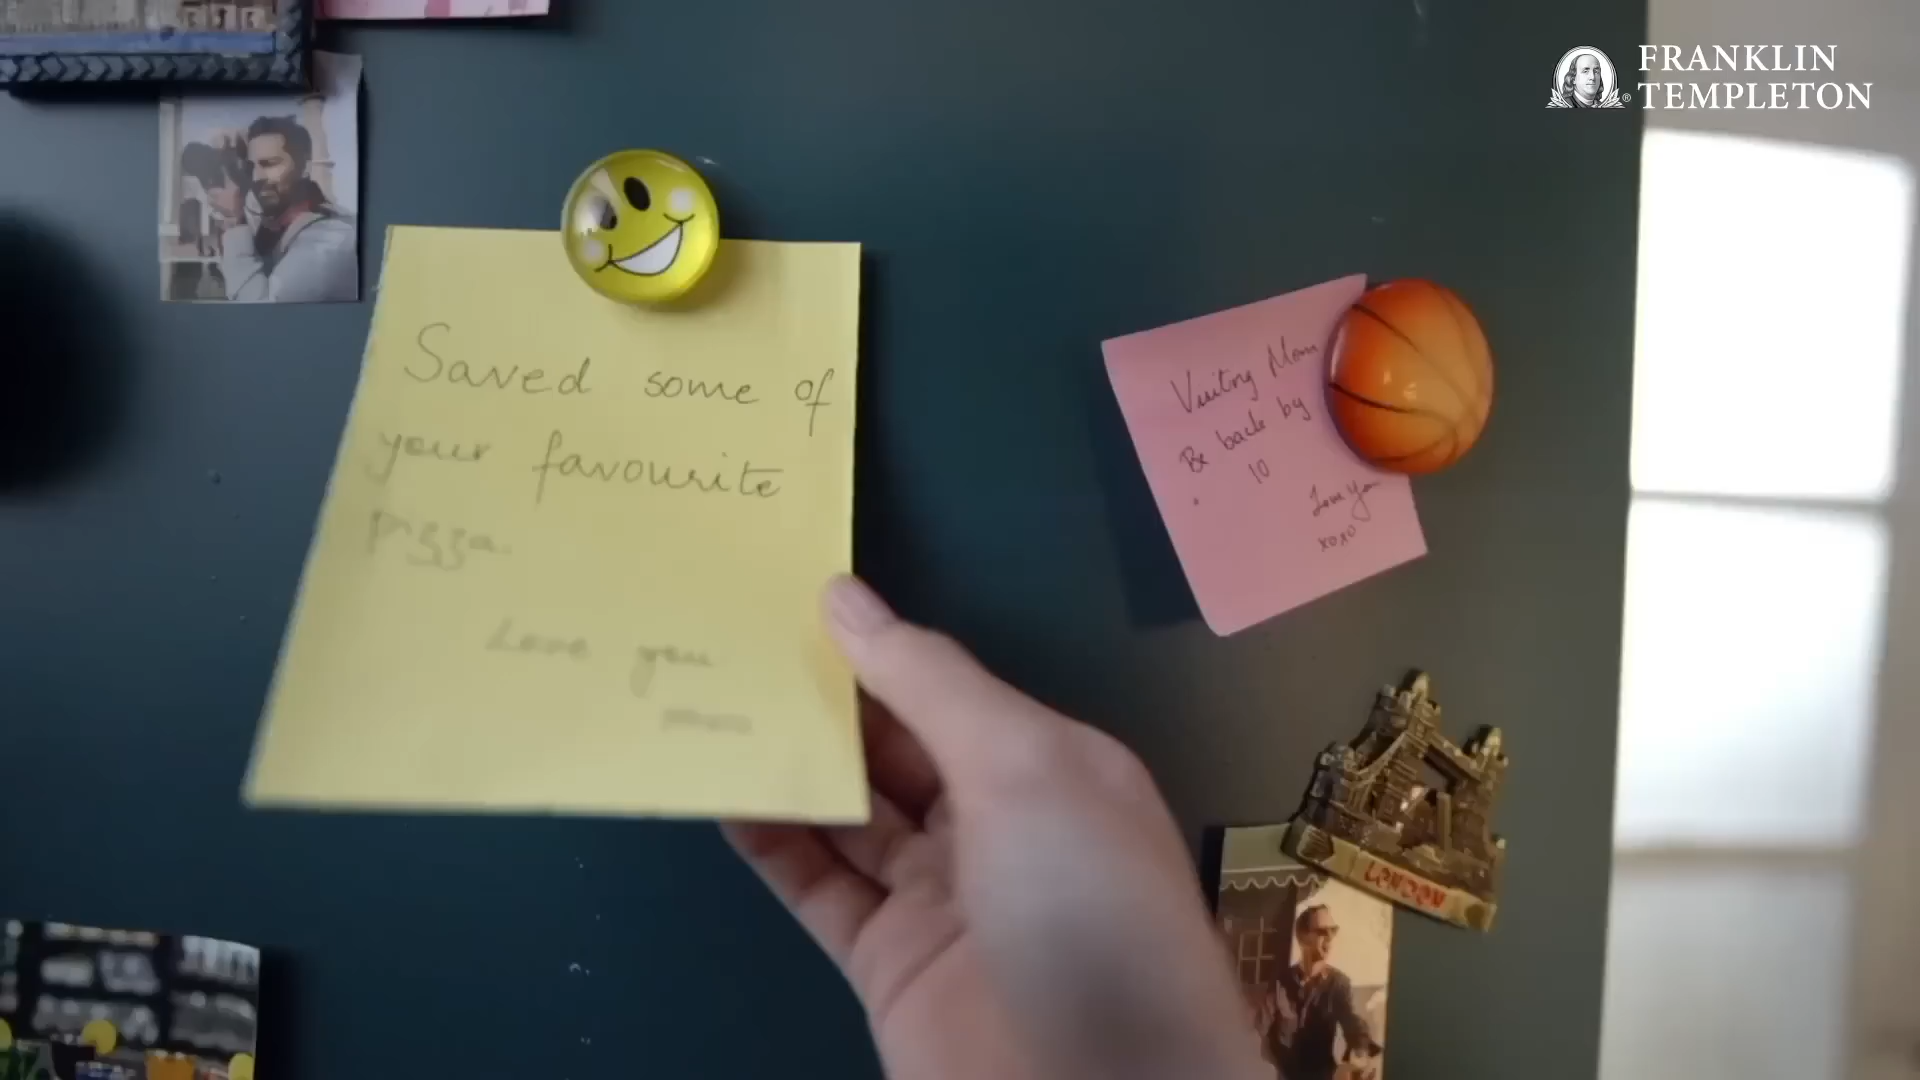 FRANKLIN
TEMPLETON
Saved some of
your favourite
pizza.
Love you
Visiting Mom
Be back by
10
Love You
xoxo
LONDON